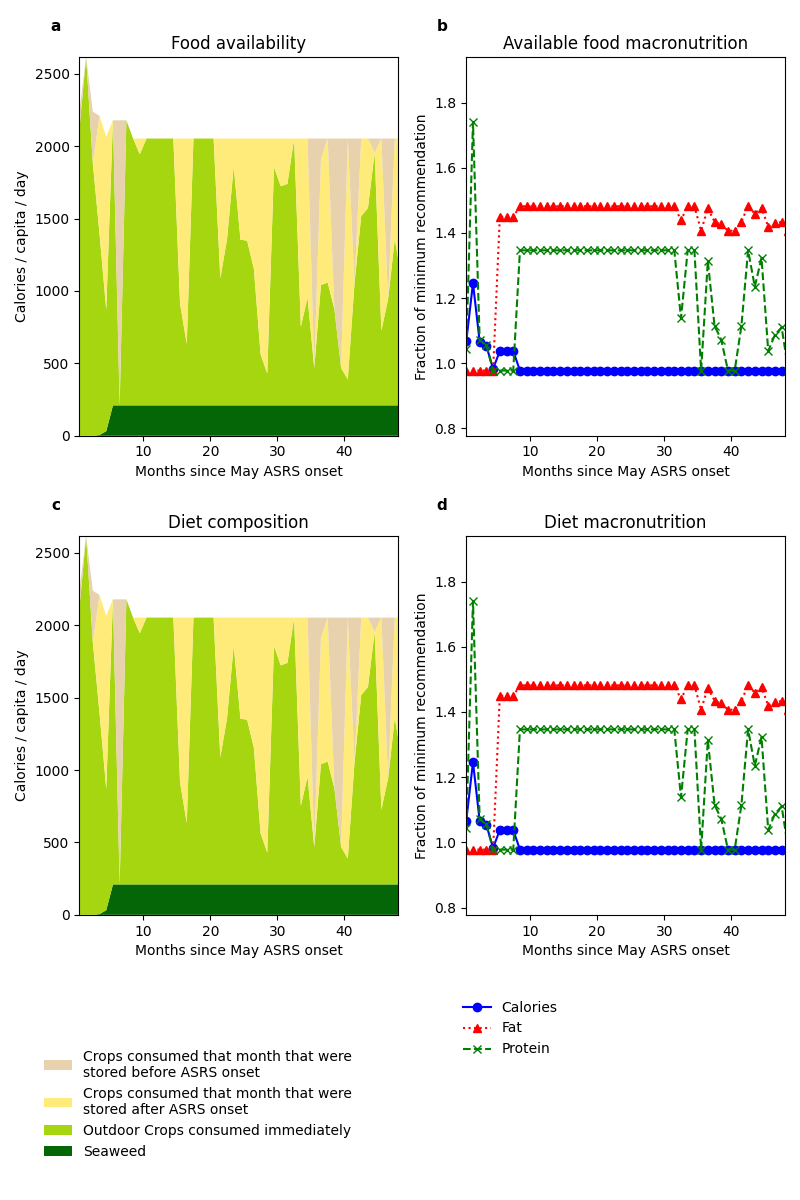 a
Food availability
Calories / capita / day
2500
2000
1500
1000
500
0
10 20 30 40
Months since May ASRS onset
b
Available food macronutrition
Fraction of minimum recommendation
1.8
1.6
1.4
1.2
1.0
0.8
10 20 30 40
Months since May ASRS onset
c
Diet composition
Calories / capita / day
2500
2000
1500
1000
500
0
10 20 30 40
Months since May ASRS onset
d
Diet macronutrition
Fraction of minimum recommendation
1.8
1.6
1.4
1.2
1.0
0.8
10 20 30 40
Months since May ASRS onset
Crops consumed that month that were
stored before ASRS onset
Crops consumed that month that were
stored after ASRS onset
Outdoor Crops consumed immediately
Seaweed
Calories
Fat
Protein